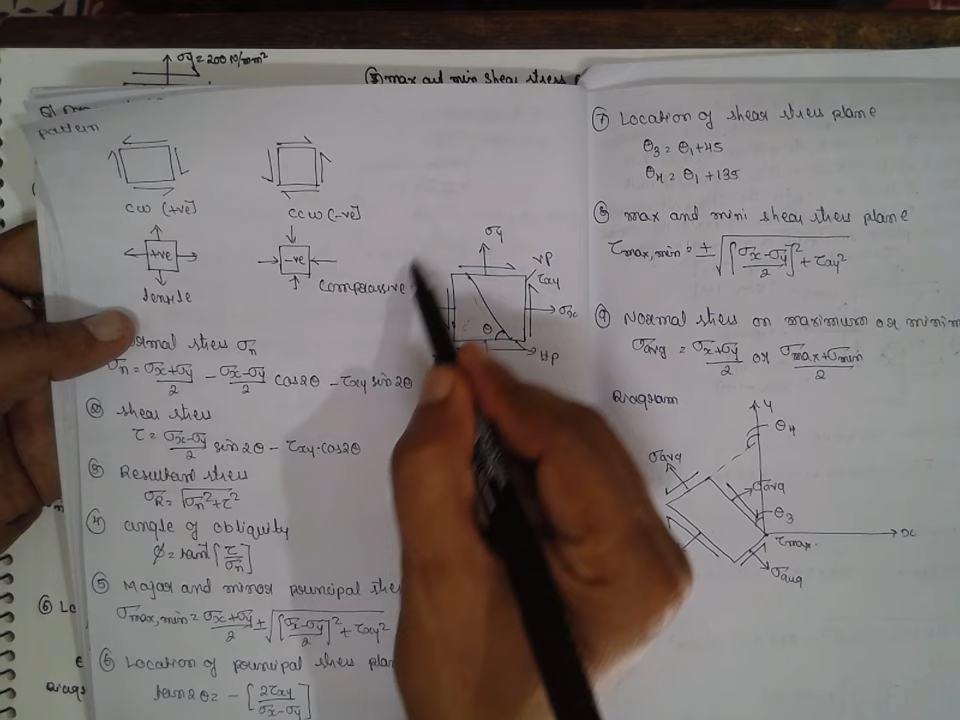 σy = 200 N/mm²
③ max and min shear stress
pattern
cw (+ve)
ccw (-ve)
+ve
-ve
tensile
compressive
σy
VP
τxy
σx
θ
HP
normal stress σn
σn = σx+σy/2 - σx-σy/2 cos2θ - τxy sin2θ
② shear stress
τ = σx-σy/2 sin2θ - τxy·cos2θ
③ Resultant stress
σR = √σn²+τ²
④ angle of obliquity
φ = tan⁻¹[τ/σn]
⑤ Major and minor principal stre
σmax,min = σx+σy/2 ± √[σx-σy/2]² + τxy²
⑥ Location of principal stress plan
tan2θ = -[2τxy/σx-σy]
⑥ Lo
⑦ Location of shear stress plane
θ3 = θ1+45
θ4 = θ1+135
⑧ max and mini shear stress plane
τmax,min = ± √[σx-σy/2]² + τxy²
⑨ Normal stress on maximum or minim
σavg = σx+σy/2 or σmax+σmin/2
Diagram
y
θ4
σavg
σavg
θ3
x
τmax.
σavg